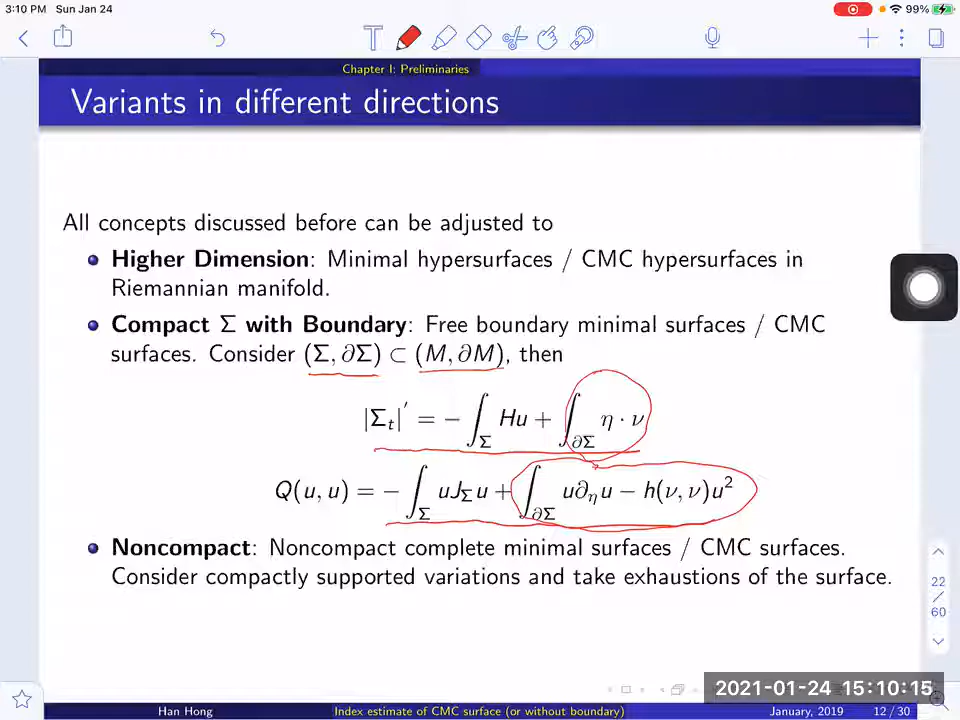 3:10 PM Sun Jan 24
99%
Chapter I: Preliminaries
Variants in different directions
All concepts discussed before can be adjusted to
Higher Dimension: Minimal hypersurfaces / CMC hypersurfaces in
Riemannian manifold.
Compact Σ with Boundary: Free boundary minimal surfaces / CMC
surfaces. Consider (Σ, ∂Σ) ⊂ (M, ∂M), then
|Σ_t|′ = − ∫_Σ Hu + ∫_∂Σ η · ν
Q(u, u) = − ∫_Σ uJ_Σ u + ∫_∂Σ u∂_η u − h(ν, ν)u²
Noncompact: Noncompact complete minimal surfaces / CMC surfaces.
Consider compactly supported variations and take exhaustions of the surface.
22
/
60
2021-01-24 15:10:15
Han Hong Index estimate of CMC surface (or without boundary) January, 2019 12 / 30